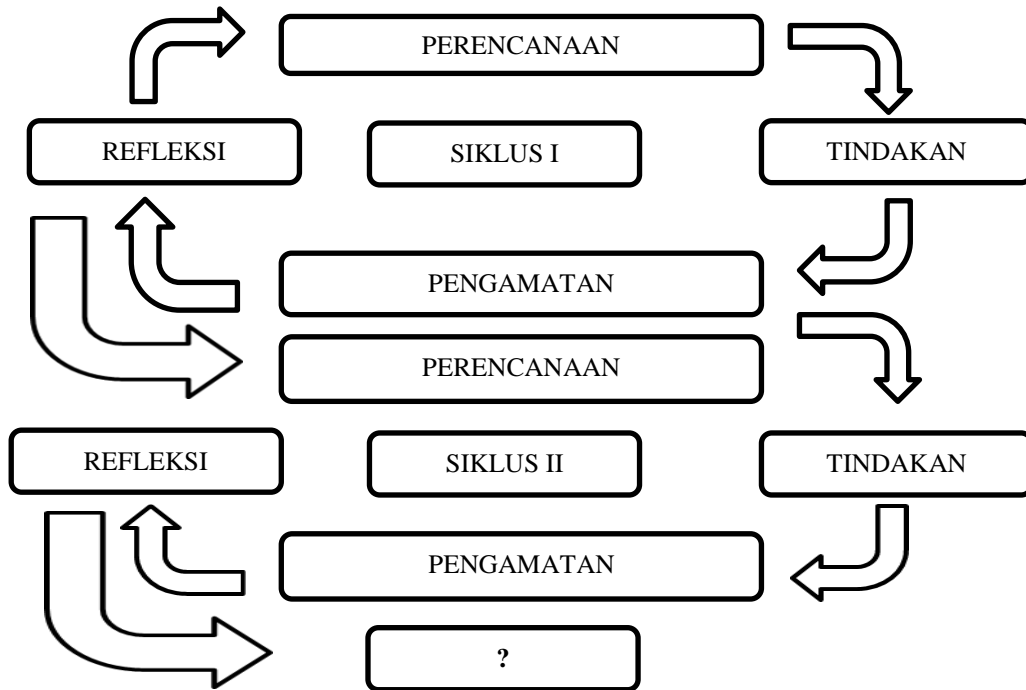 PERENCANAAN
REFLEKSI
SIKLUS I
TINDAKAN
PENGAMATAN
PERENCANAAN
REFLEKSI
SIKLUS II
TINDAKAN
PENGAMATAN
?